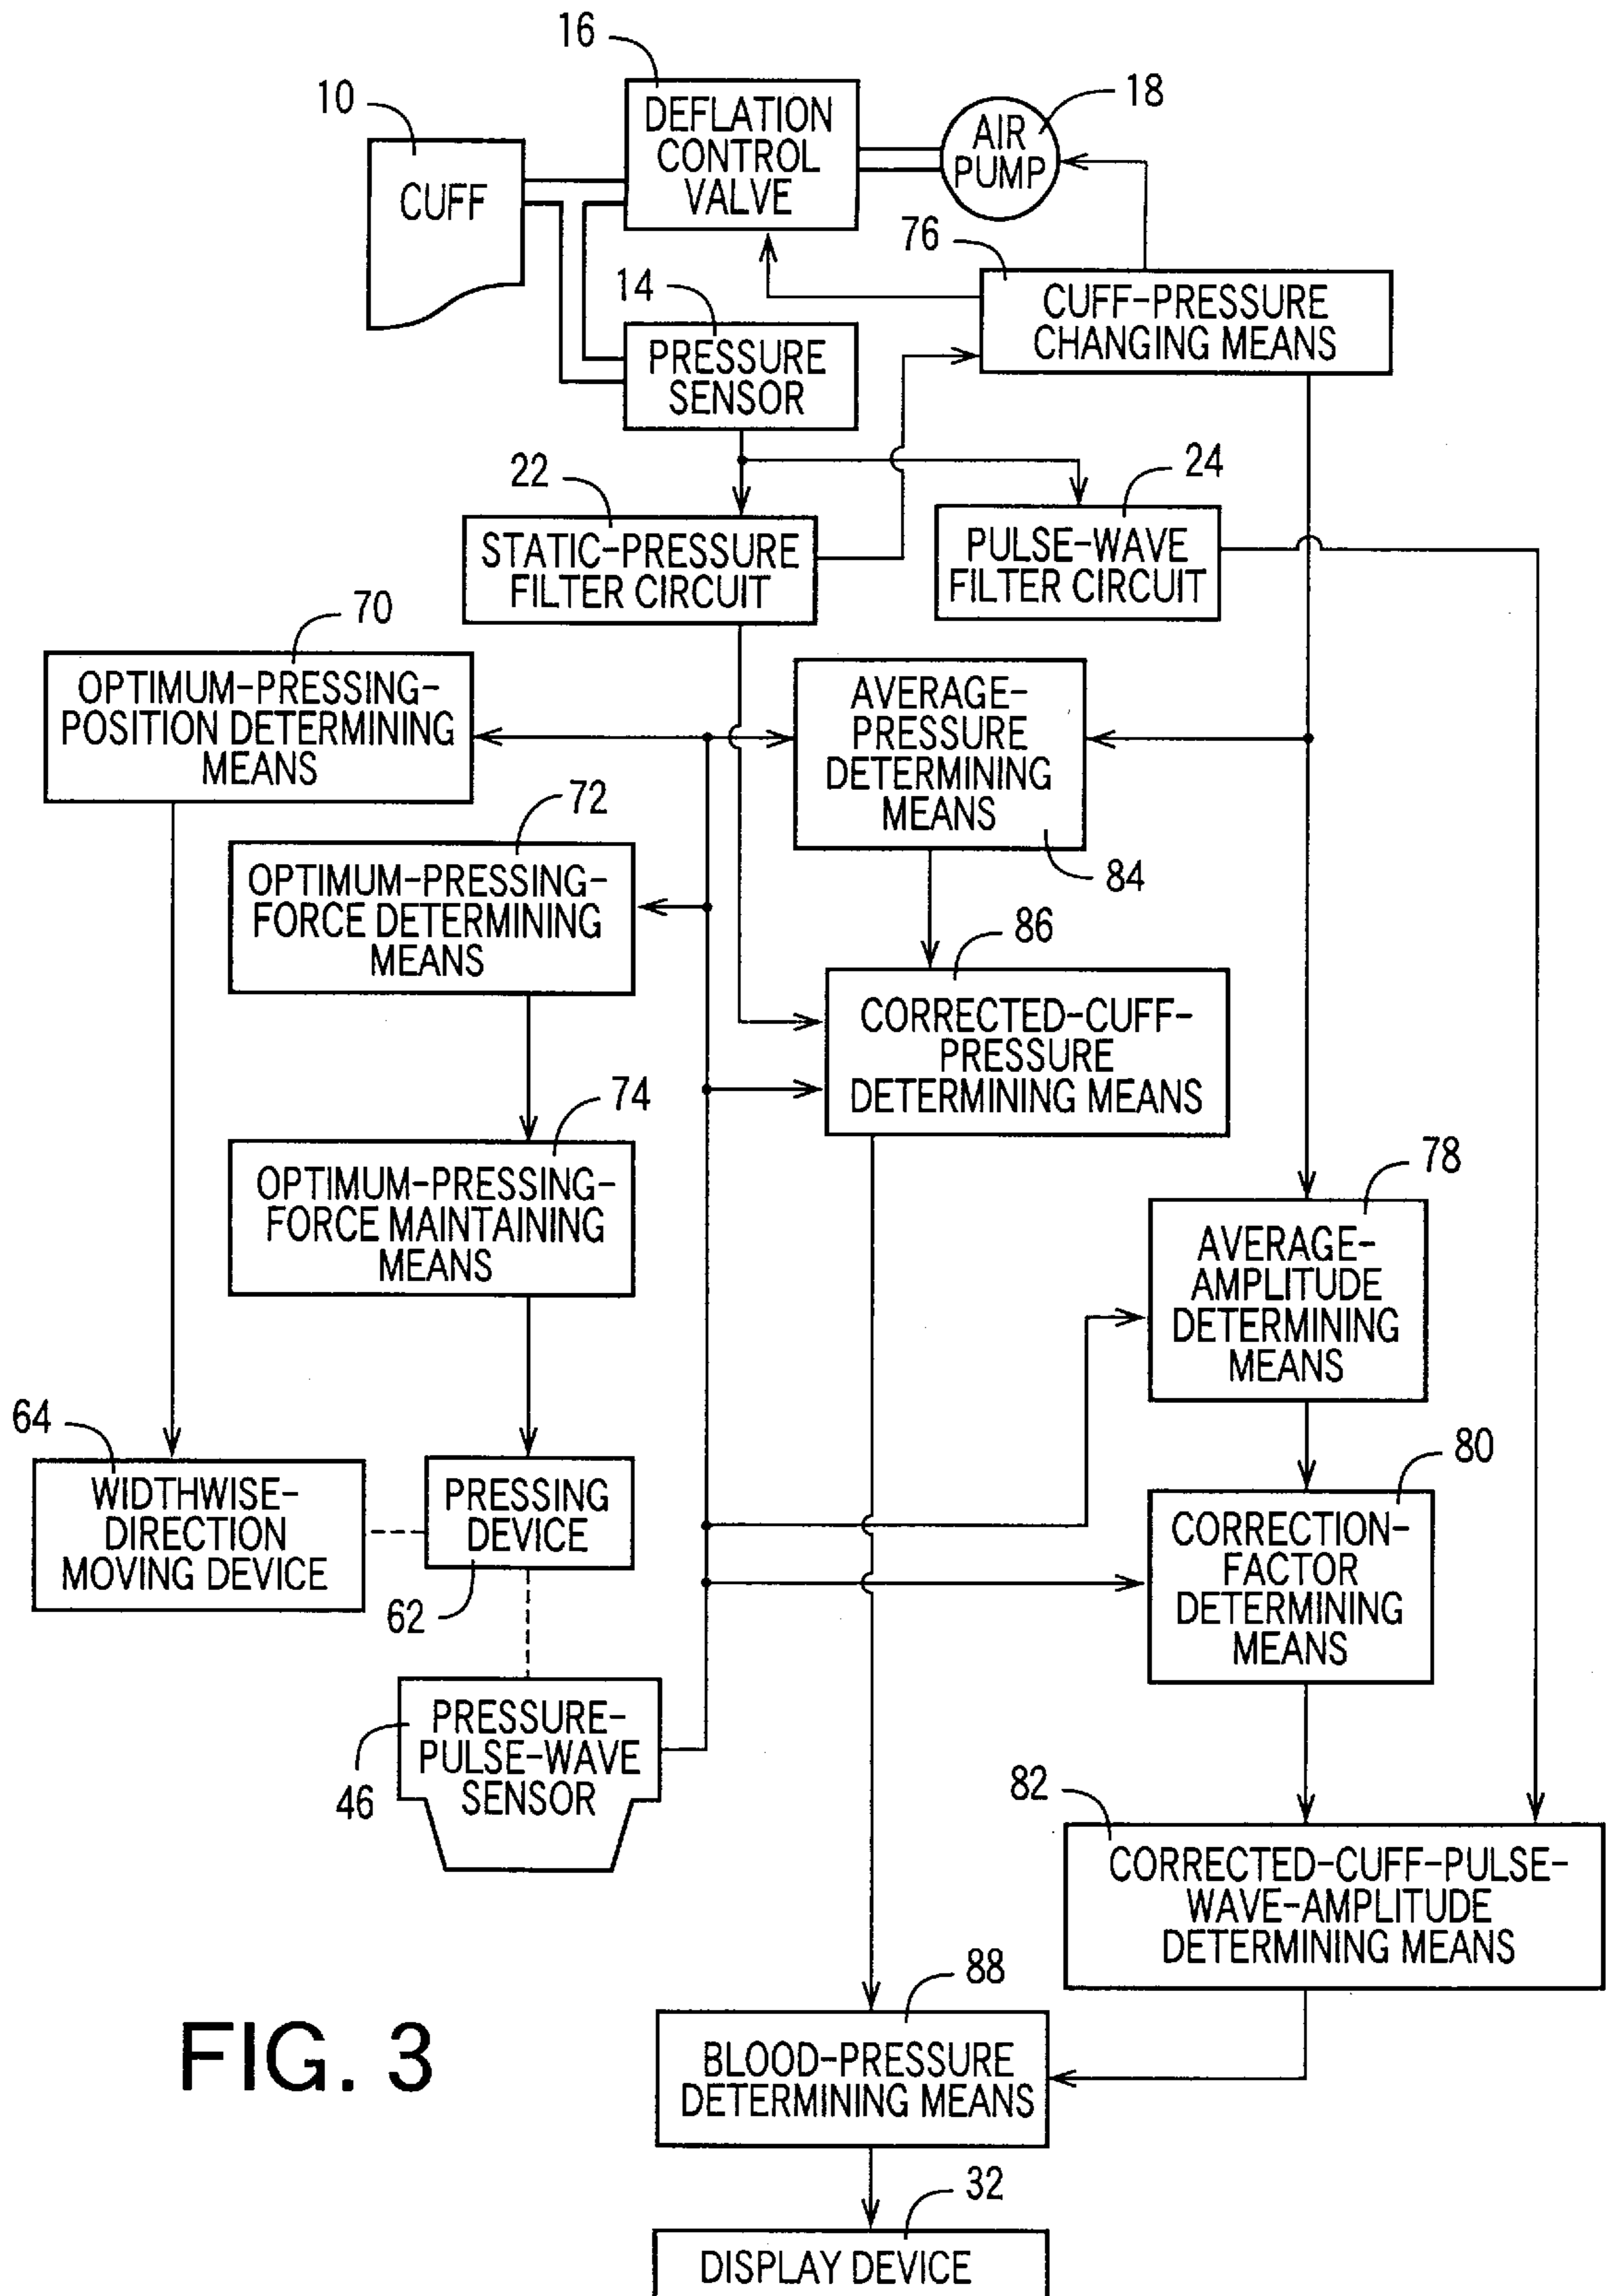 16
10
DEFLATION
CONTROL
VALVE
AIR
PUMP
18
CUFF
76
14
CUFF-PRESSURE
CHANGING MEANS
PRESSURE
SENSOR
22
24
STATIC-PRESSURE
FILTER CIRCUIT
PULSE-WAVE
FILTER CIRCUIT
70
OPTIMUM-PRESSING-
POSITION DETERMINING
MEANS
AVERAGE-
PRESSURE
DETERMINING
MEANS
72
84
OPTIMUM-PRESSING-
FORCE DETERMINING
MEANS
86
CORRECTED-CUFF-
PRESSURE
DETERMINING MEANS
74
78
OPTIMUM-PRESSING-
FORCE MAINTAINING
MEANS
AVERAGE-
AMPLITUDE
DETERMINING
MEANS
64
80
WIDTHWISE-
DIRECTION
MOVING DEVICE
PRESSING
DEVICE
62
CORRECTION-
FACTOR
DETERMINING
MEANS
PRESSURE-
PULSE-WAVE
SENSOR
46
82
CORRECTED-CUFF-PULSE-
WAVE-AMPLITUDE
DETERMINING MEANS
88
FIG. 3
BLOOD-PRESSURE
DETERMINING MEANS
32
DISPLAY DEVICE